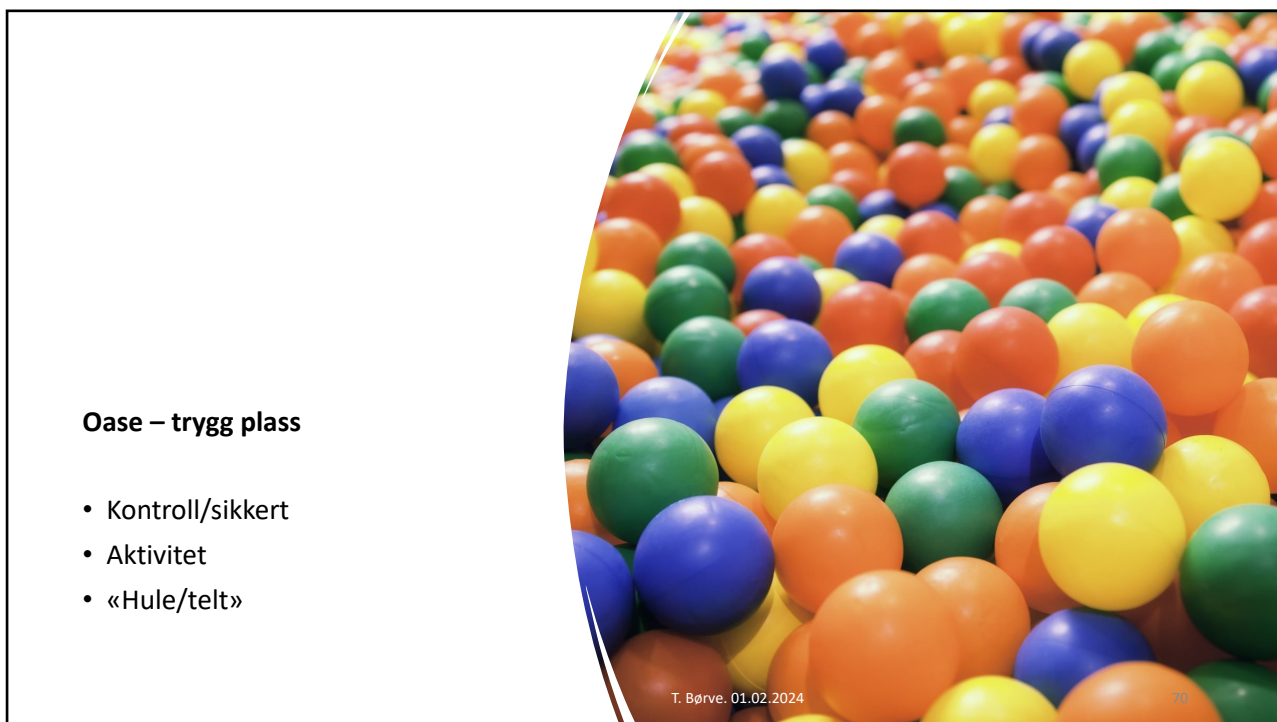 Oase – trygg plass
• Kontroll/sikkert
• Aktivitet
• «Hule/telt»
T. Børve. 01.02.2024
70